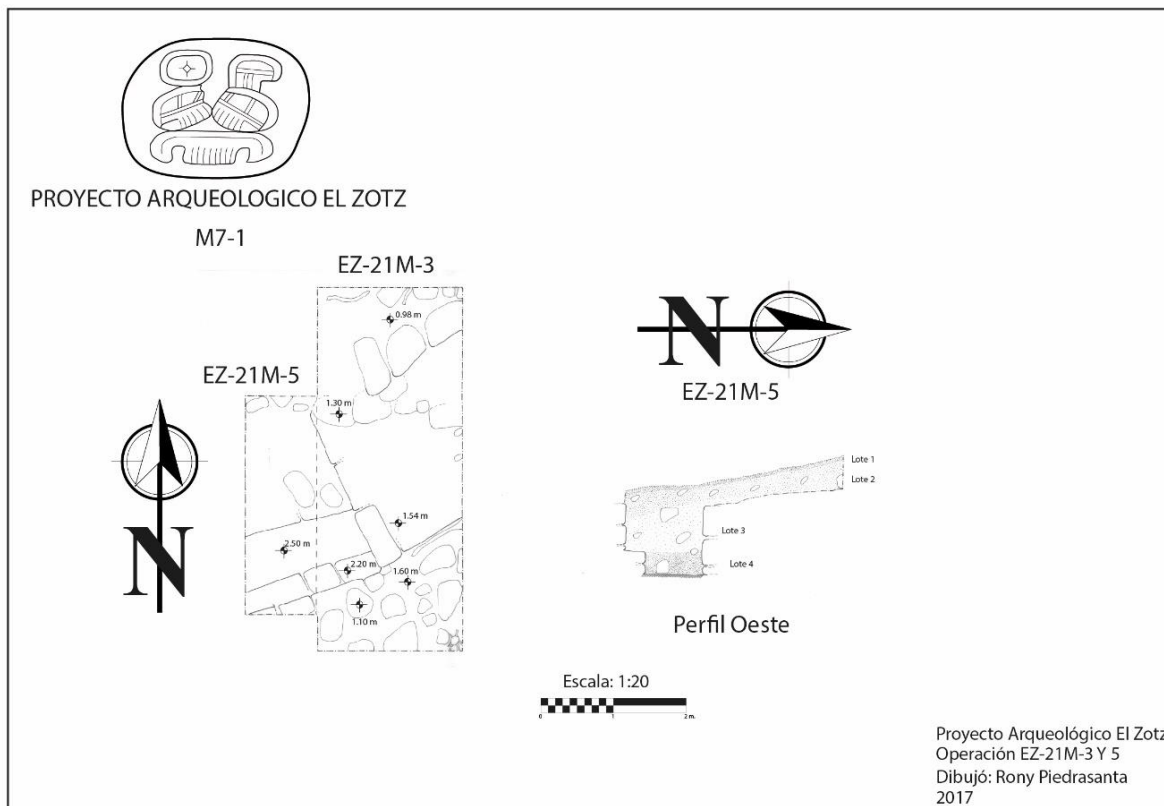 PROYECTO ARQUEOLOGICO EL ZOTZ
M7-1
EZ-21M-3
0.98 m
EZ-21M-5
1.30 m
1.54 m
2.50 m
2.20 m
1.60 m
1.10 m
N
N
EZ-21M-5
Lote 1
Lote 2
Lote 3
Lote 4
Perfil Oeste
Escala: 1:20
0 1 2 m.
Proyecto Arqueológico El Zotz
Operación EZ-21M-3 Y 5
Dibujó: Rony Piedrasanta
2017